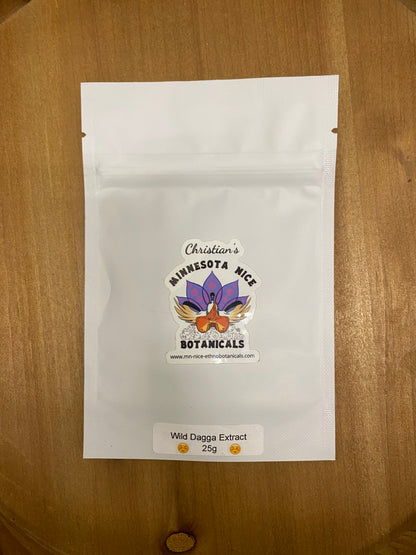 Christian's
MINNESOTA NICE
BOTANICALS
www.mn-nice-ethnobotanicals.com
Wild Dagga Extract
25g